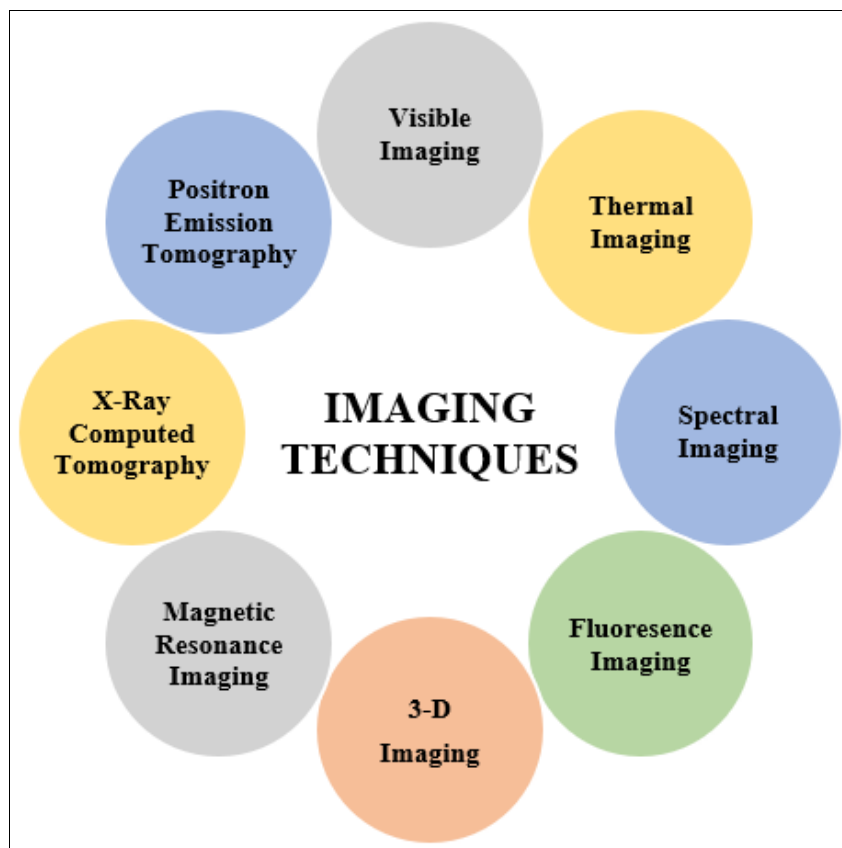 Visible
Imaging
Thermal
Imaging
Spectral
Imaging
Fluoresence
Imaging
3-D
Imaging
Magnetic
Resonance
Imaging
X-Ray
Computed
Tomography
Positron
Emission
Tomography
IMAGING
TECHNIQUES